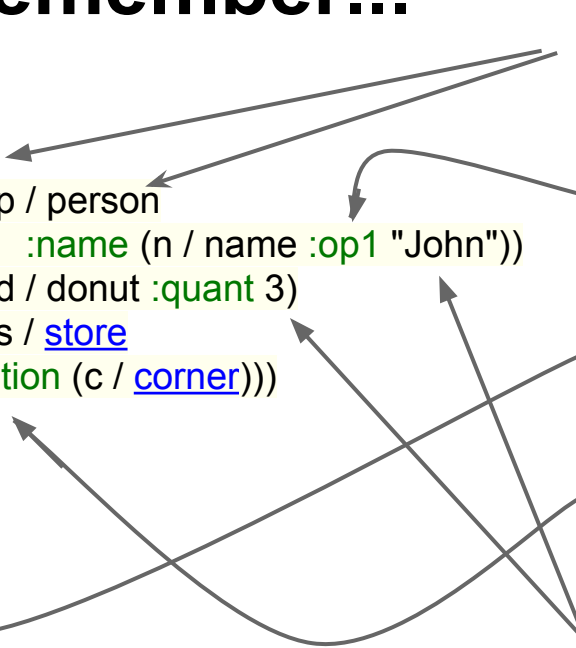 emember!!!
p / person
:name (n / name :op1 "John"))
d / donut :quant 3)
s / store
tion (c / corner)))